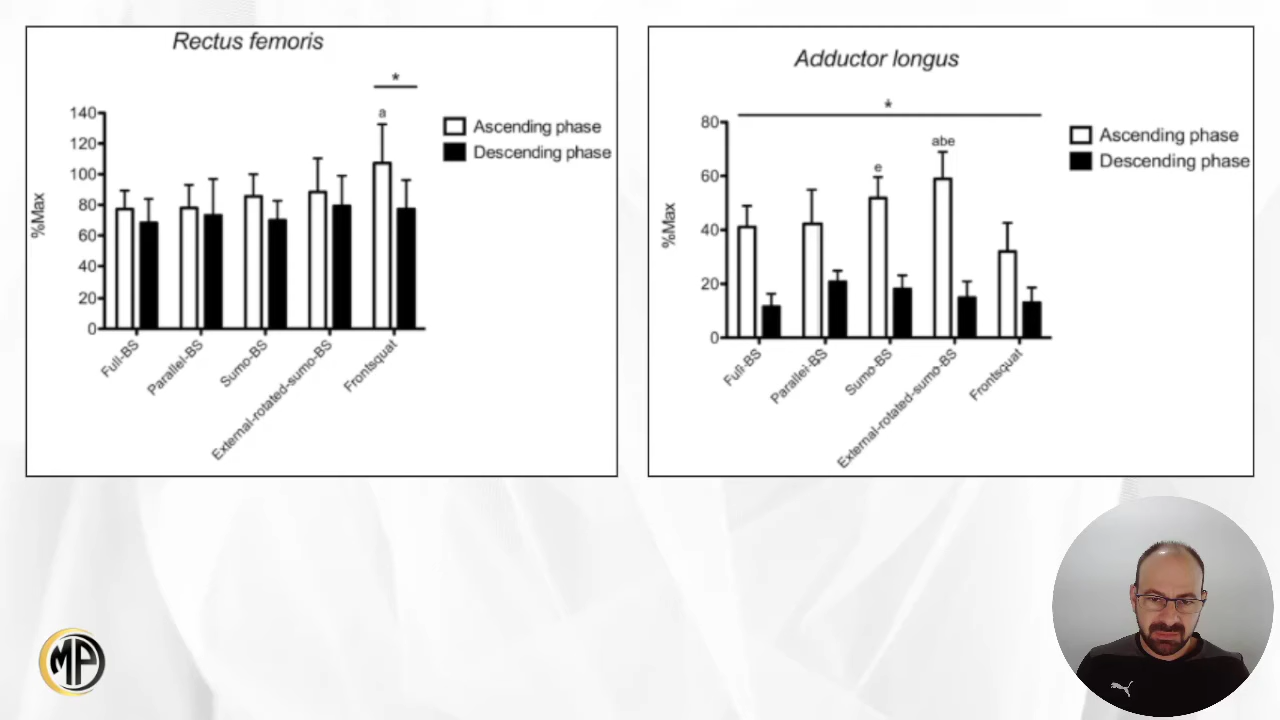 Rectus femoris
*
a
140
120
100
80
60
40
20
0
%Max
Ascending phase
Descending phase
Full-BS
Parallel-BS
Sumo-BS
External-rotated-sumo-BS
Frontsquat
Adductor longus
*
abe
e
80
60
40
20
0
%Max
Ascending phase
Descending phase
Full-BS
Parallel-BS
Sumo-BS
External-rotated-sumo-BS
Frontsquat
MP